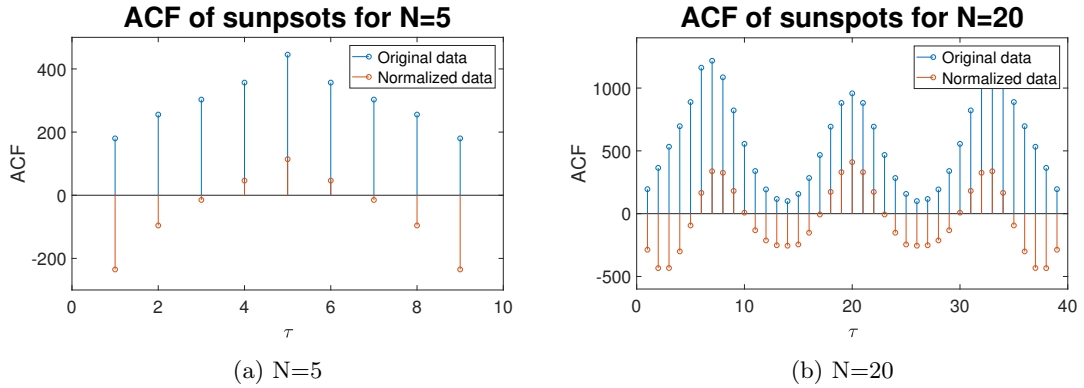 ACF of sunpsots for N=5
ACF
400
200
0
-200
0 2 4 6 8 10
τ
Original data
Normalized data
(a) N=5
ACF of sunspots for N=20
ACF
1000
500
0
-500
0 10 20 30 40
τ
Original data
Normalized data
(b) N=20